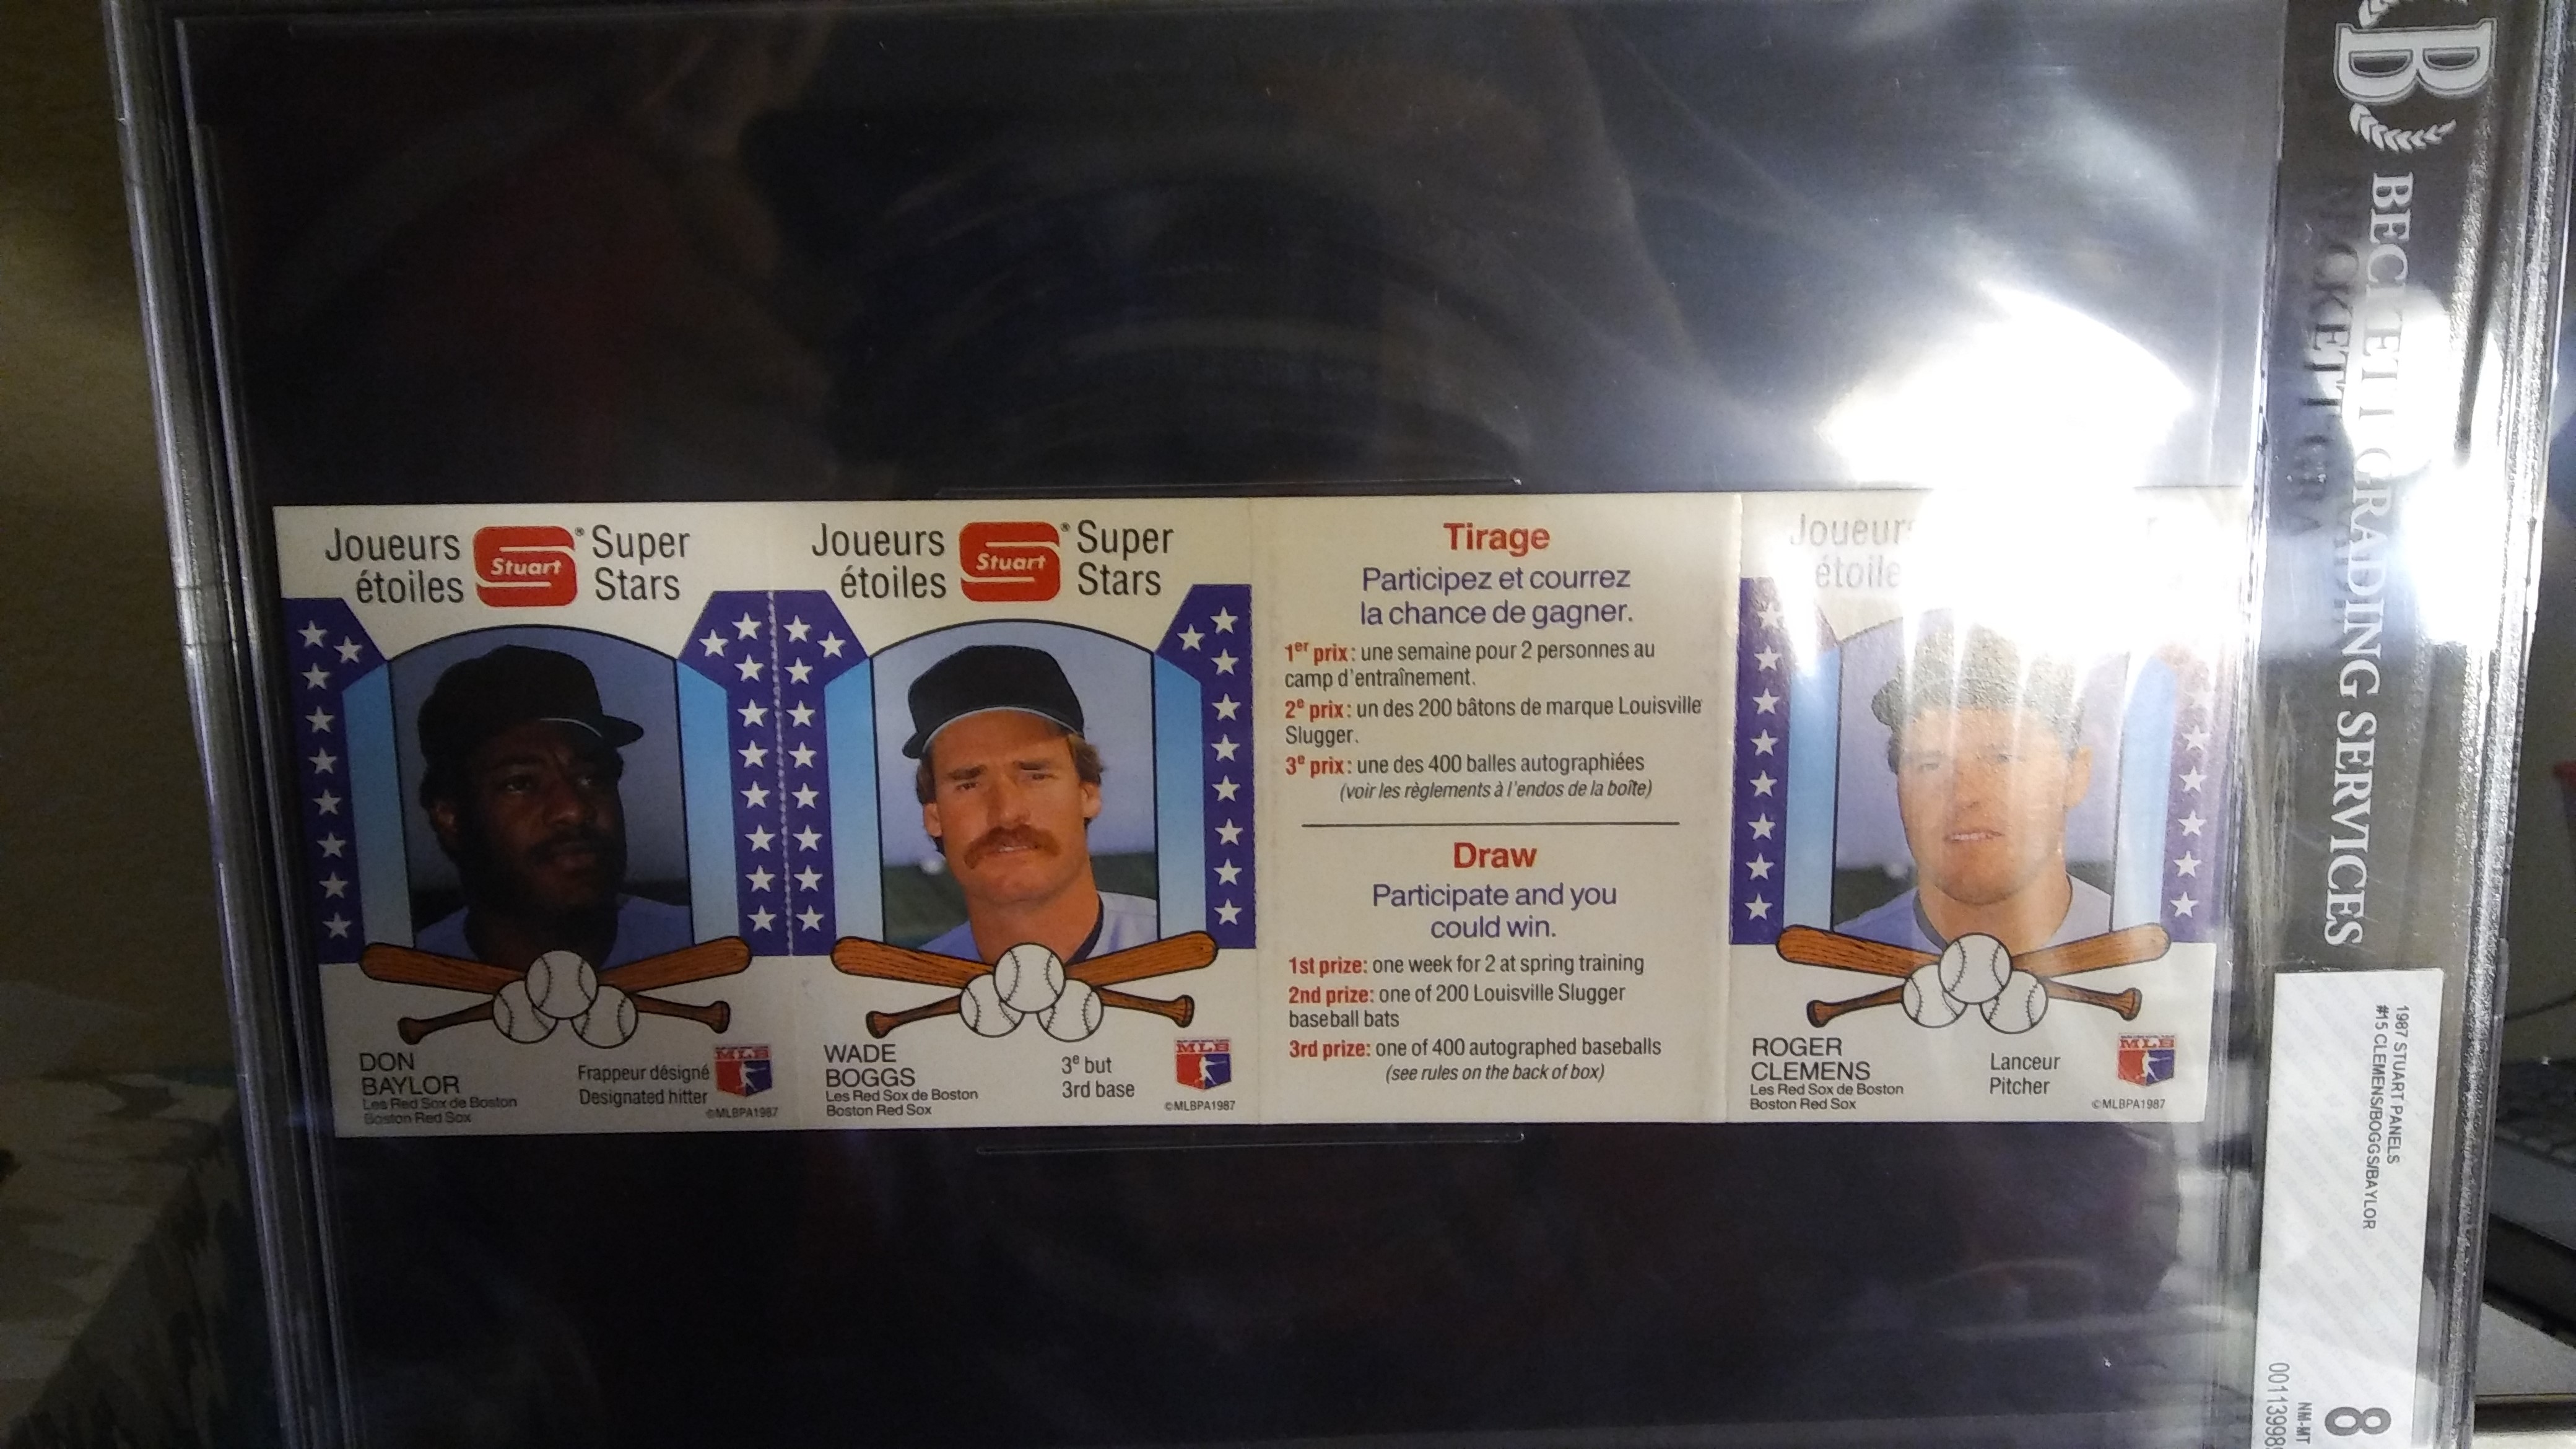 Joueurs étoiles
Stuart®
Super Stars
DON
BAYLOR
Les Red Sox de Boston
Boston Red Sox
Frappeur désigné
Designated hitter
MLB
©MLBPA1987
Joueurs étoiles
Stuart®
Super Stars
WADE
BOGGS
Les Red Sox de Boston
Boston Red Sox
3e but
3rd base
MLB
©MLBPA1987
Tirage
Participez et courrez
la chance de gagner.
1er prix: une semaine pour 2 personnes au
camp d'entraînement.
2e prix: un des 200 bâtons de marque Louisville
Slugger.
3e prix: une des 400 balles autographiées
(voir les règlements à l'endos de la boîte)
Draw
Participate and you
could win.
1st prize: one week for 2 at spring training
2nd prize: one of 200 Louisville Slugger
baseball bats
3rd prize: one of 400 autographed baseballs
(see rules on the back of box)
ROGER
CLEMENS
Les Red Sox de Boston
Boston Red Sox
Lanceur
Pitcher
MLB
©MLBPA1987
B
BECKETT GRADING SERVICES
1987 STUART PANELS
#15 CLEMENS/BOGGS/BAYLOR
8
NM-MT